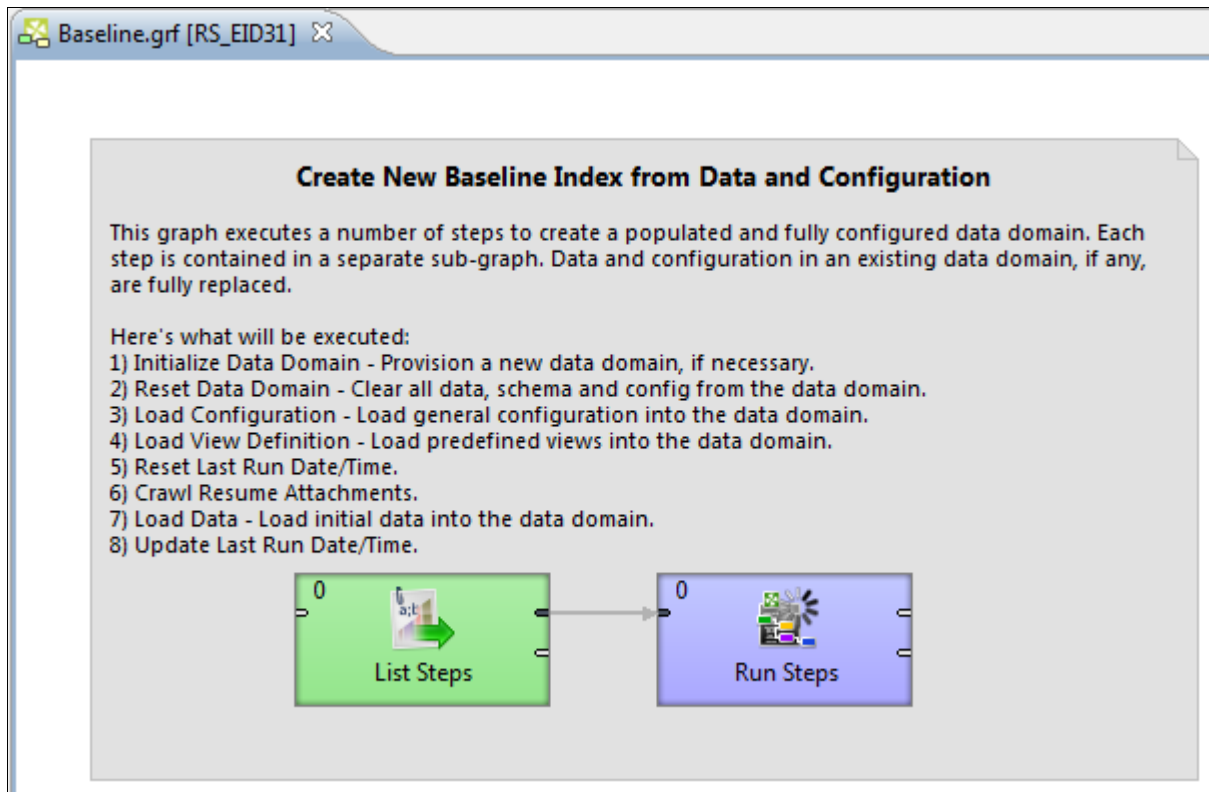 Baseline.grf [RS_EID31]
Create New Baseline Index from Data and Configuration
This graph executes a number of steps to create a populated and fully configured data domain. Each
step is contained in a separate sub-graph. Data and configuration in an existing data domain, if any,
are fully replaced.
Here's what will be executed:
1) Initialize Data Domain - Provision a new data domain, if necessary.
2) Reset Data Domain - Clear all data, schema and config from the data domain.
3) Load Configuration - Load general configuration into the data domain.
4) Load View Definition - Load predefined views into the data domain.
5) Reset Last Run Date/Time.
6) Crawl Resume Attachments.
7) Load Data - Load initial data into the data domain.
8) Update Last Run Date/Time.
0 0
a;b
List Steps Run Steps